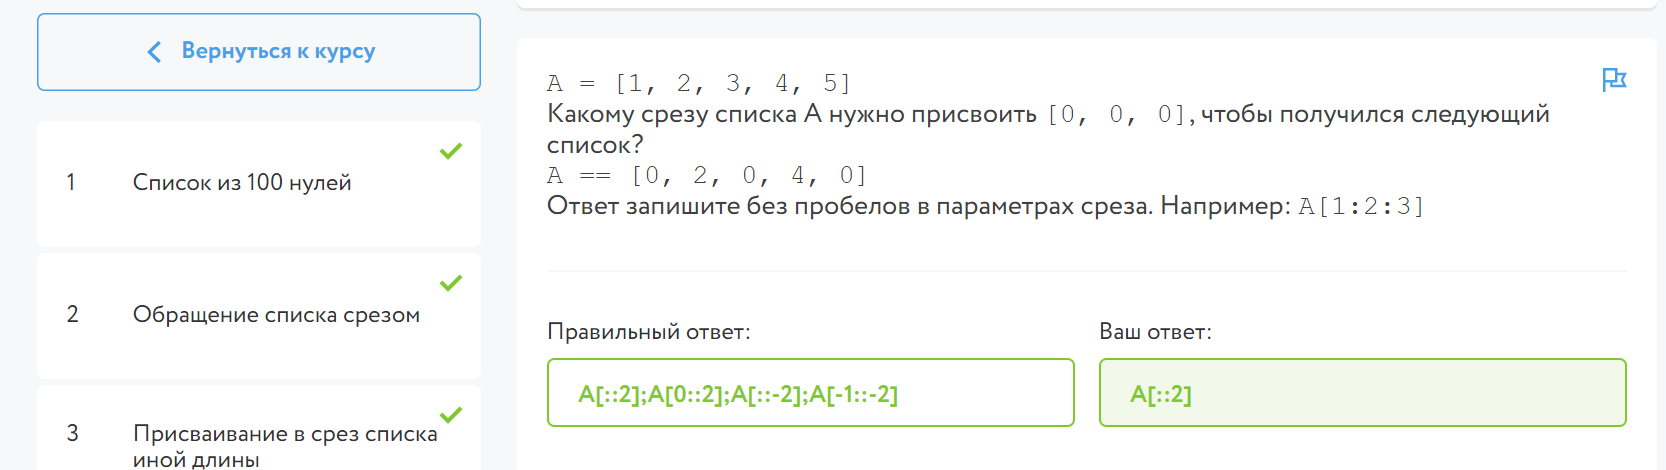 Вернуться к курсу
1 Список из 100 нулей
2 Обращение списка срезом
3 Присваивание в срез списка
иной длины
A = [1, 2, 3, 4, 5]
Какому срезу списка А нужно присвоить [0, 0, 0], чтобы получился следующий
список?
A == [0, 2, 0, 4, 0]
Ответ запишите без пробелов в параметрах среза. Например: A[1:2:3]
Правильный ответ:
A[::2];A[0::2];A[::-2];A[-1::-2]
Ваш ответ:
A[::2]